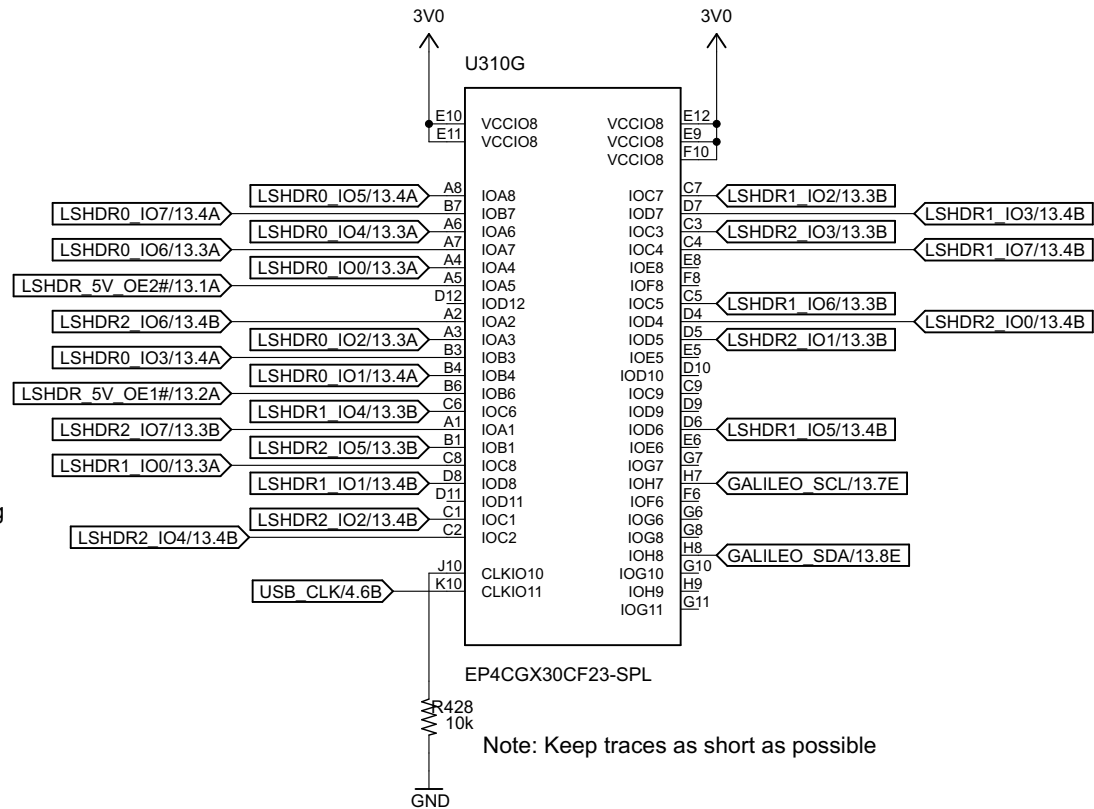 3V0 3V0
U310G
E10 VCCIO8 VCCIO8 E12
E11 VCCIO8 VCCIO8 E9
VCCIO8 F10
LSHDR0_IO5/13.4A A8 IOA8 IOC7 C7 LSHDR1_IO2/13.3B
LSHDR0_IO7/13.4A B7 IOB7 IOD7 D7 LSHDR1_IO3/13.4B
LSHDR0_IO4/13.3A A6 IOA6 IOC3 C3 LSHDR2_IO3/13.3B
LSHDR0_IO6/13.3A A7 IOA7 IOC4 C4 LSHDR1_IO7/13.4B
LSHDR0_IO0/13.3A A4 IOA4 IOE8 E8
LSHDR_5V_OE2#/13.1A A5 IOA5 IOF8 F8
D12 IOD12 IOC5 C5 LSHDR1_IO6/13.3B
LSHDR2_IO6/13.4B A2 IOA2 IOD4 D4 LSHDR2_IO0/13.4B
LSHDR0_IO2/13.3A A3 IOA3 IOD5 D5 LSHDR2_IO1/13.3B
LSHDR0_IO3/13.4A B3 IOB3 IOE5 E5
LSHDR0_IO1/13.4A B4 IOB4 IOD10 D10
LSHDR_5V_OE1#/13.2A B6 IOB6 IOC9 C9
LSHDR1_IO4/13.3B C6 IOC6 IOD9 D9
LSHDR2_IO7/13.3B A1 IOA1 IOD6 D6 LSHDR1_IO5/13.4B
LSHDR2_IO5/13.3B B1 IOB1 IOE6 E6
LSHDR1_IO0/13.3A C8 IOC8 IOG7 G7
LSHDR1_IO1/13.4B D8 IOD8 IOH7 H7 GALILEO_SCL/13.7E
D11 IOD11 IOF6 F6
g LSHDR2_IO2/13.4B C1 IOC1 IOG6 G6
LSHDR2_IO4/13.4B C2 IOC2 IOG8 G8
IOH8 H8 GALILEO_SDA/13.8E
J10 CLKIO10 IOG10 G10
USB_CLK/4.6B K10 CLKIO11 IOH9 H9
IOG11 G11
EP4CGX30CF23-SPL
R428
10k
Note: Keep traces as short as possible
GND